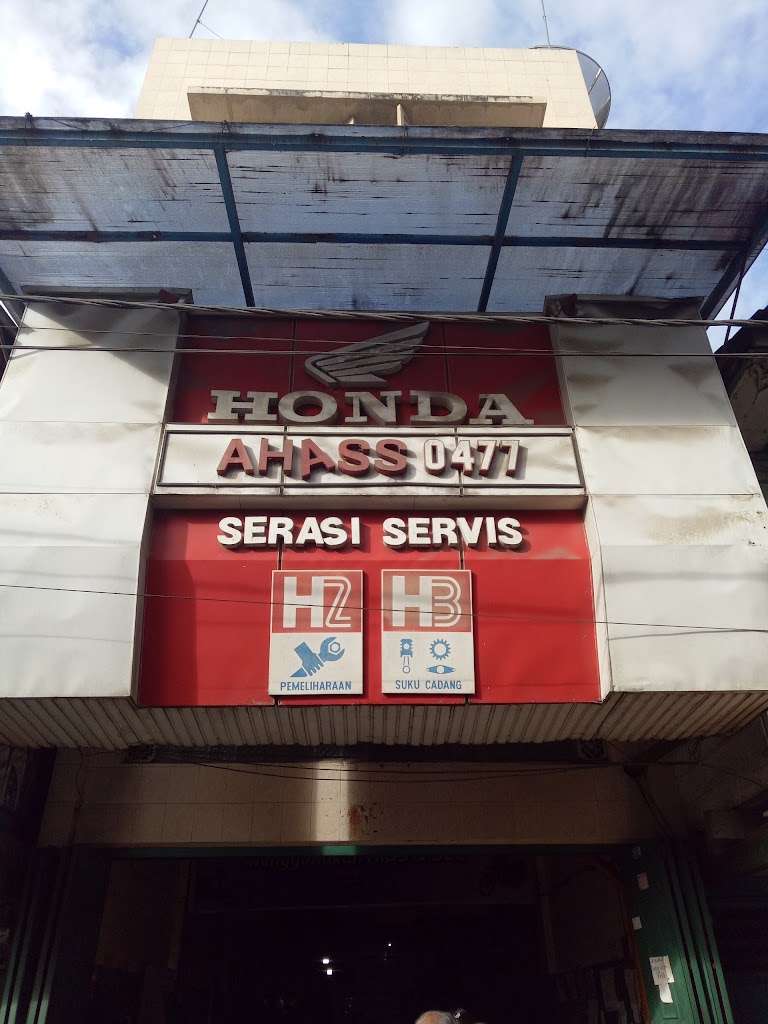 HONDA
AHASS 0477
SERASI SERVIS
H2 H3
PEMELIHARAAN SUKU CADANG